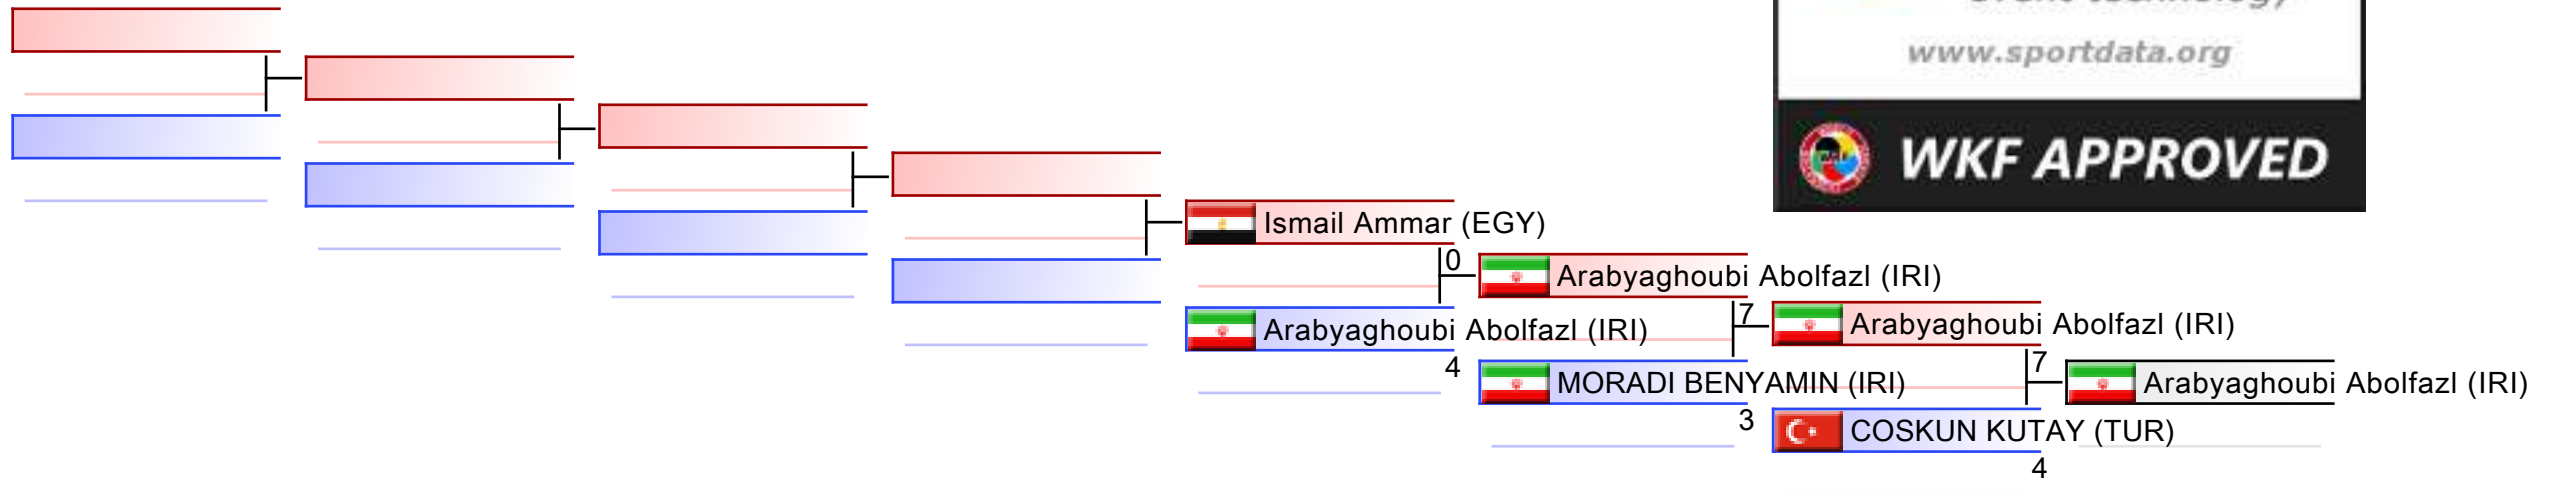 www.sportdata.org
WKF APPROVED
Ismail Ammar (EGY)
0
Arabyaghoubi Abolfazl (IRI)
Arabyaghoubi Abolfazl (IRI)
4
7
Arabyaghoubi Abolfazl (IRI)
MORADI BENYAMIN (IRI)
3
7
Arabyaghoubi Abolfazl (IRI)
COSKUN KUTAY (TUR)
4